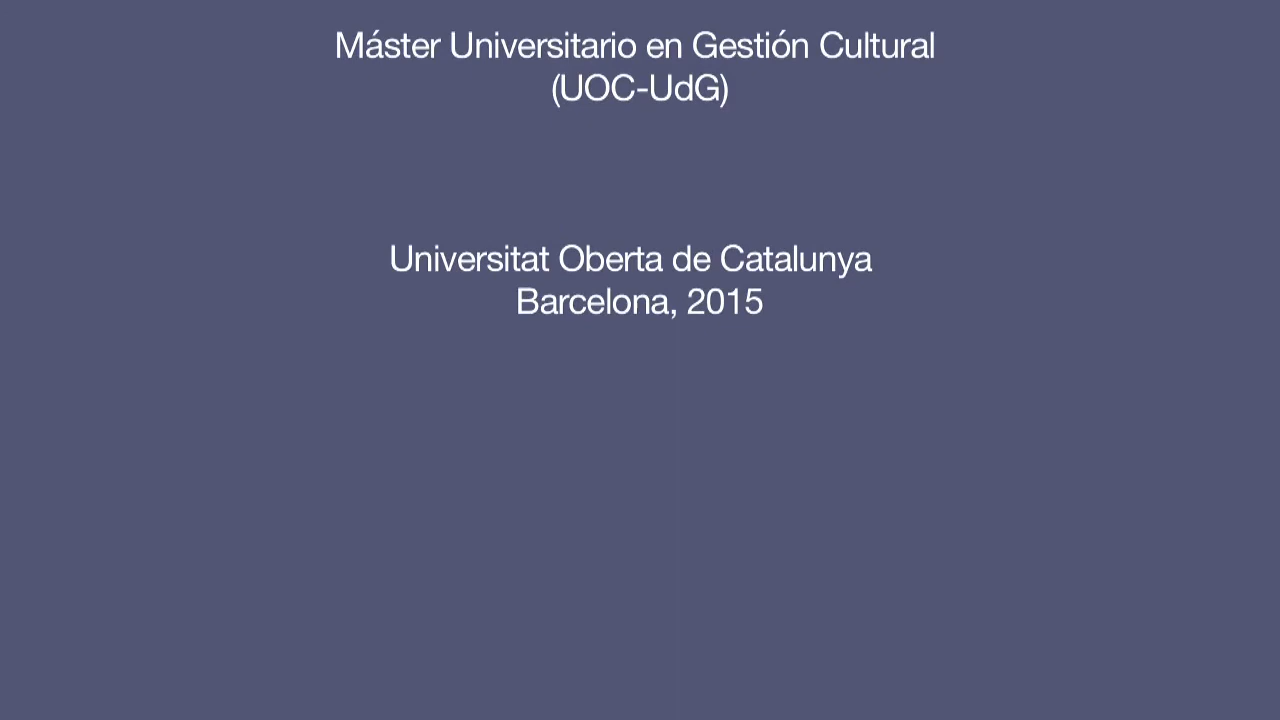 Máster Universitario en Gestión Cultural
(UOC-UdG)
Universitat Oberta de Catalunya
Barcelona, 2015